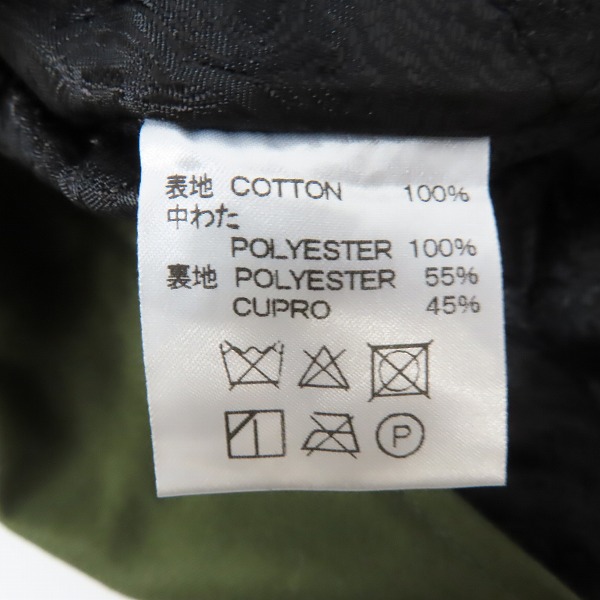 表地 COTTON 100%
中わた
POLYESTER 100%
裏地 POLYESTER 55%
CUPRO 45%
P